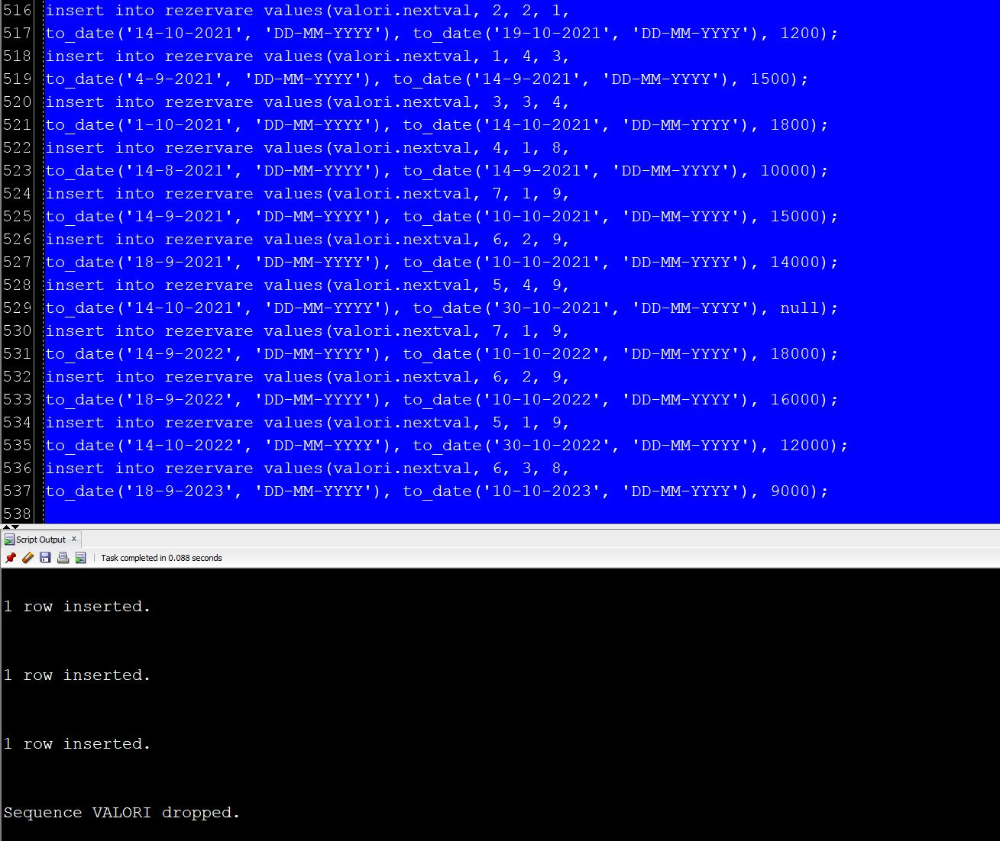 516 insert into rezervare values(valori.nextval, 2, 2, 1,
517 to_date('14-10-2021', 'DD-MM-YYYY'), to_date('19-10-2021', 'DD-MM-YYYY'), 1200);
518 insert into rezervare values(valori.nextval, 1, 4, 3,
519 to_date('4-9-2021', 'DD-MM-YYYY'), to_date('14-9-2021', 'DD-MM-YYYY'), 1500);
520 insert into rezervare values(valori.nextval, 3, 3, 4,
521 to_date('1-10-2021', 'DD-MM-YYYY'), to_date('14-10-2021', 'DD-MM-YYYY'), 1800);
522 insert into rezervare values(valori.nextval, 4, 1, 8,
523 to_date('14-8-2021', 'DD-MM-YYYY'), to_date('14-9-2021', 'DD-MM-YYYY'), 10000);
524 insert into rezervare values(valori.nextval, 7, 1, 9,
525 to_date('14-9-2021', 'DD-MM-YYYY'), to_date('10-10-2021', 'DD-MM-YYYY'), 15000);
526 insert into rezervare values(valori.nextval, 6, 2, 9,
527 to_date('18-9-2021', 'DD-MM-YYYY'), to_date('10-10-2021', 'DD-MM-YYYY'), 14000);
528 insert into rezervare values(valori.nextval, 5, 4, 9,
529 to_date('14-10-2021', 'DD-MM-YYYY'), to_date('30-10-2021', 'DD-MM-YYYY'), null);
530 insert into rezervare values(valori.nextval, 7, 1, 9,
531 to_date('14-9-2022', 'DD-MM-YYYY'), to_date('10-10-2022', 'DD-MM-YYYY'), 18000);
532 insert into rezervare values(valori.nextval, 6, 2, 9,
533 to_date('18-9-2022', 'DD-MM-YYYY'), to_date('10-10-2022', 'DD-MM-YYYY'), 16000);
534 insert into rezervare values(valori.nextval, 5, 1, 9,
535 to_date('14-10-2022', 'DD-MM-YYYY'), to_date('30-10-2022', 'DD-MM-YYYY'), 12000);
536 insert into rezervare values(valori.nextval, 6, 3, 8,
537 to_date('18-9-2023', 'DD-MM-YYYY'), to_date('10-10-2023', 'DD-MM-YYYY'), 9000);
538
Script Output x
Task completed in 0.088 seconds
1 row inserted.
1 row inserted.
1 row inserted.
Sequence VALORI dropped.